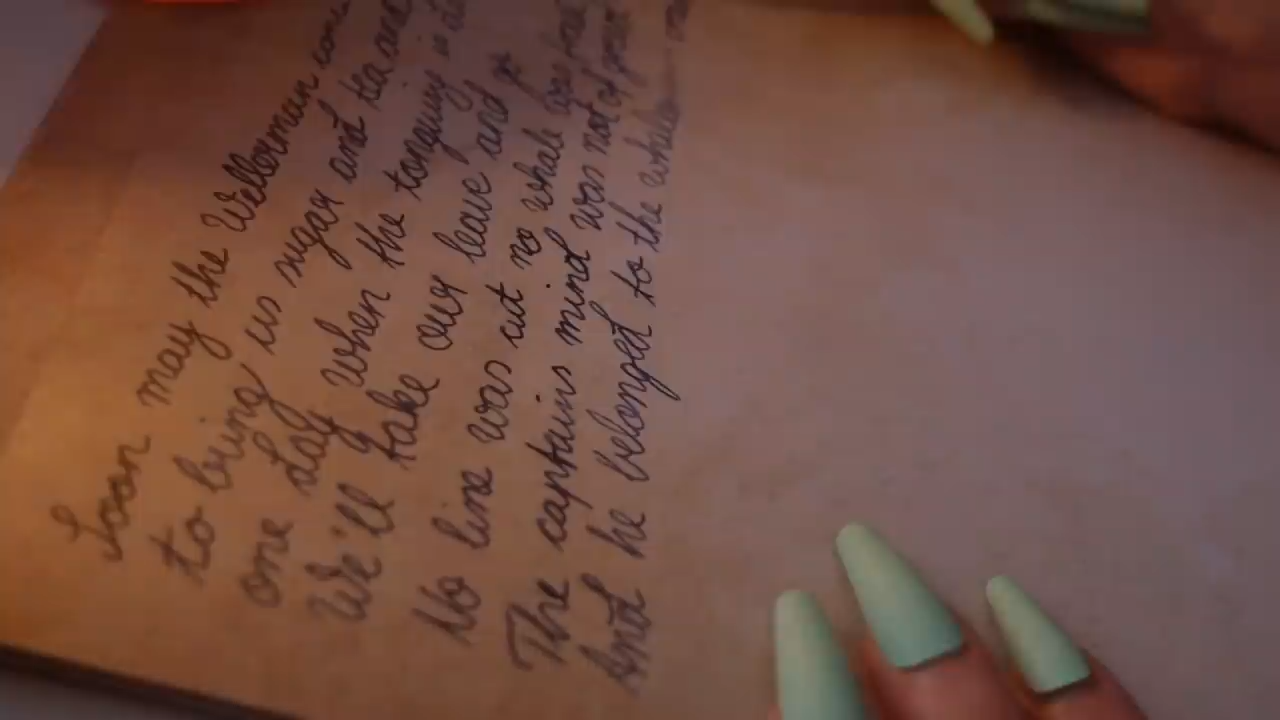 Soon may the Wellerman come
to bring us sugar and tea and
one day when the tonguing is
We'll take our leave and go
No line was cut no whale was
The captains mind was not of
And he belonged to the